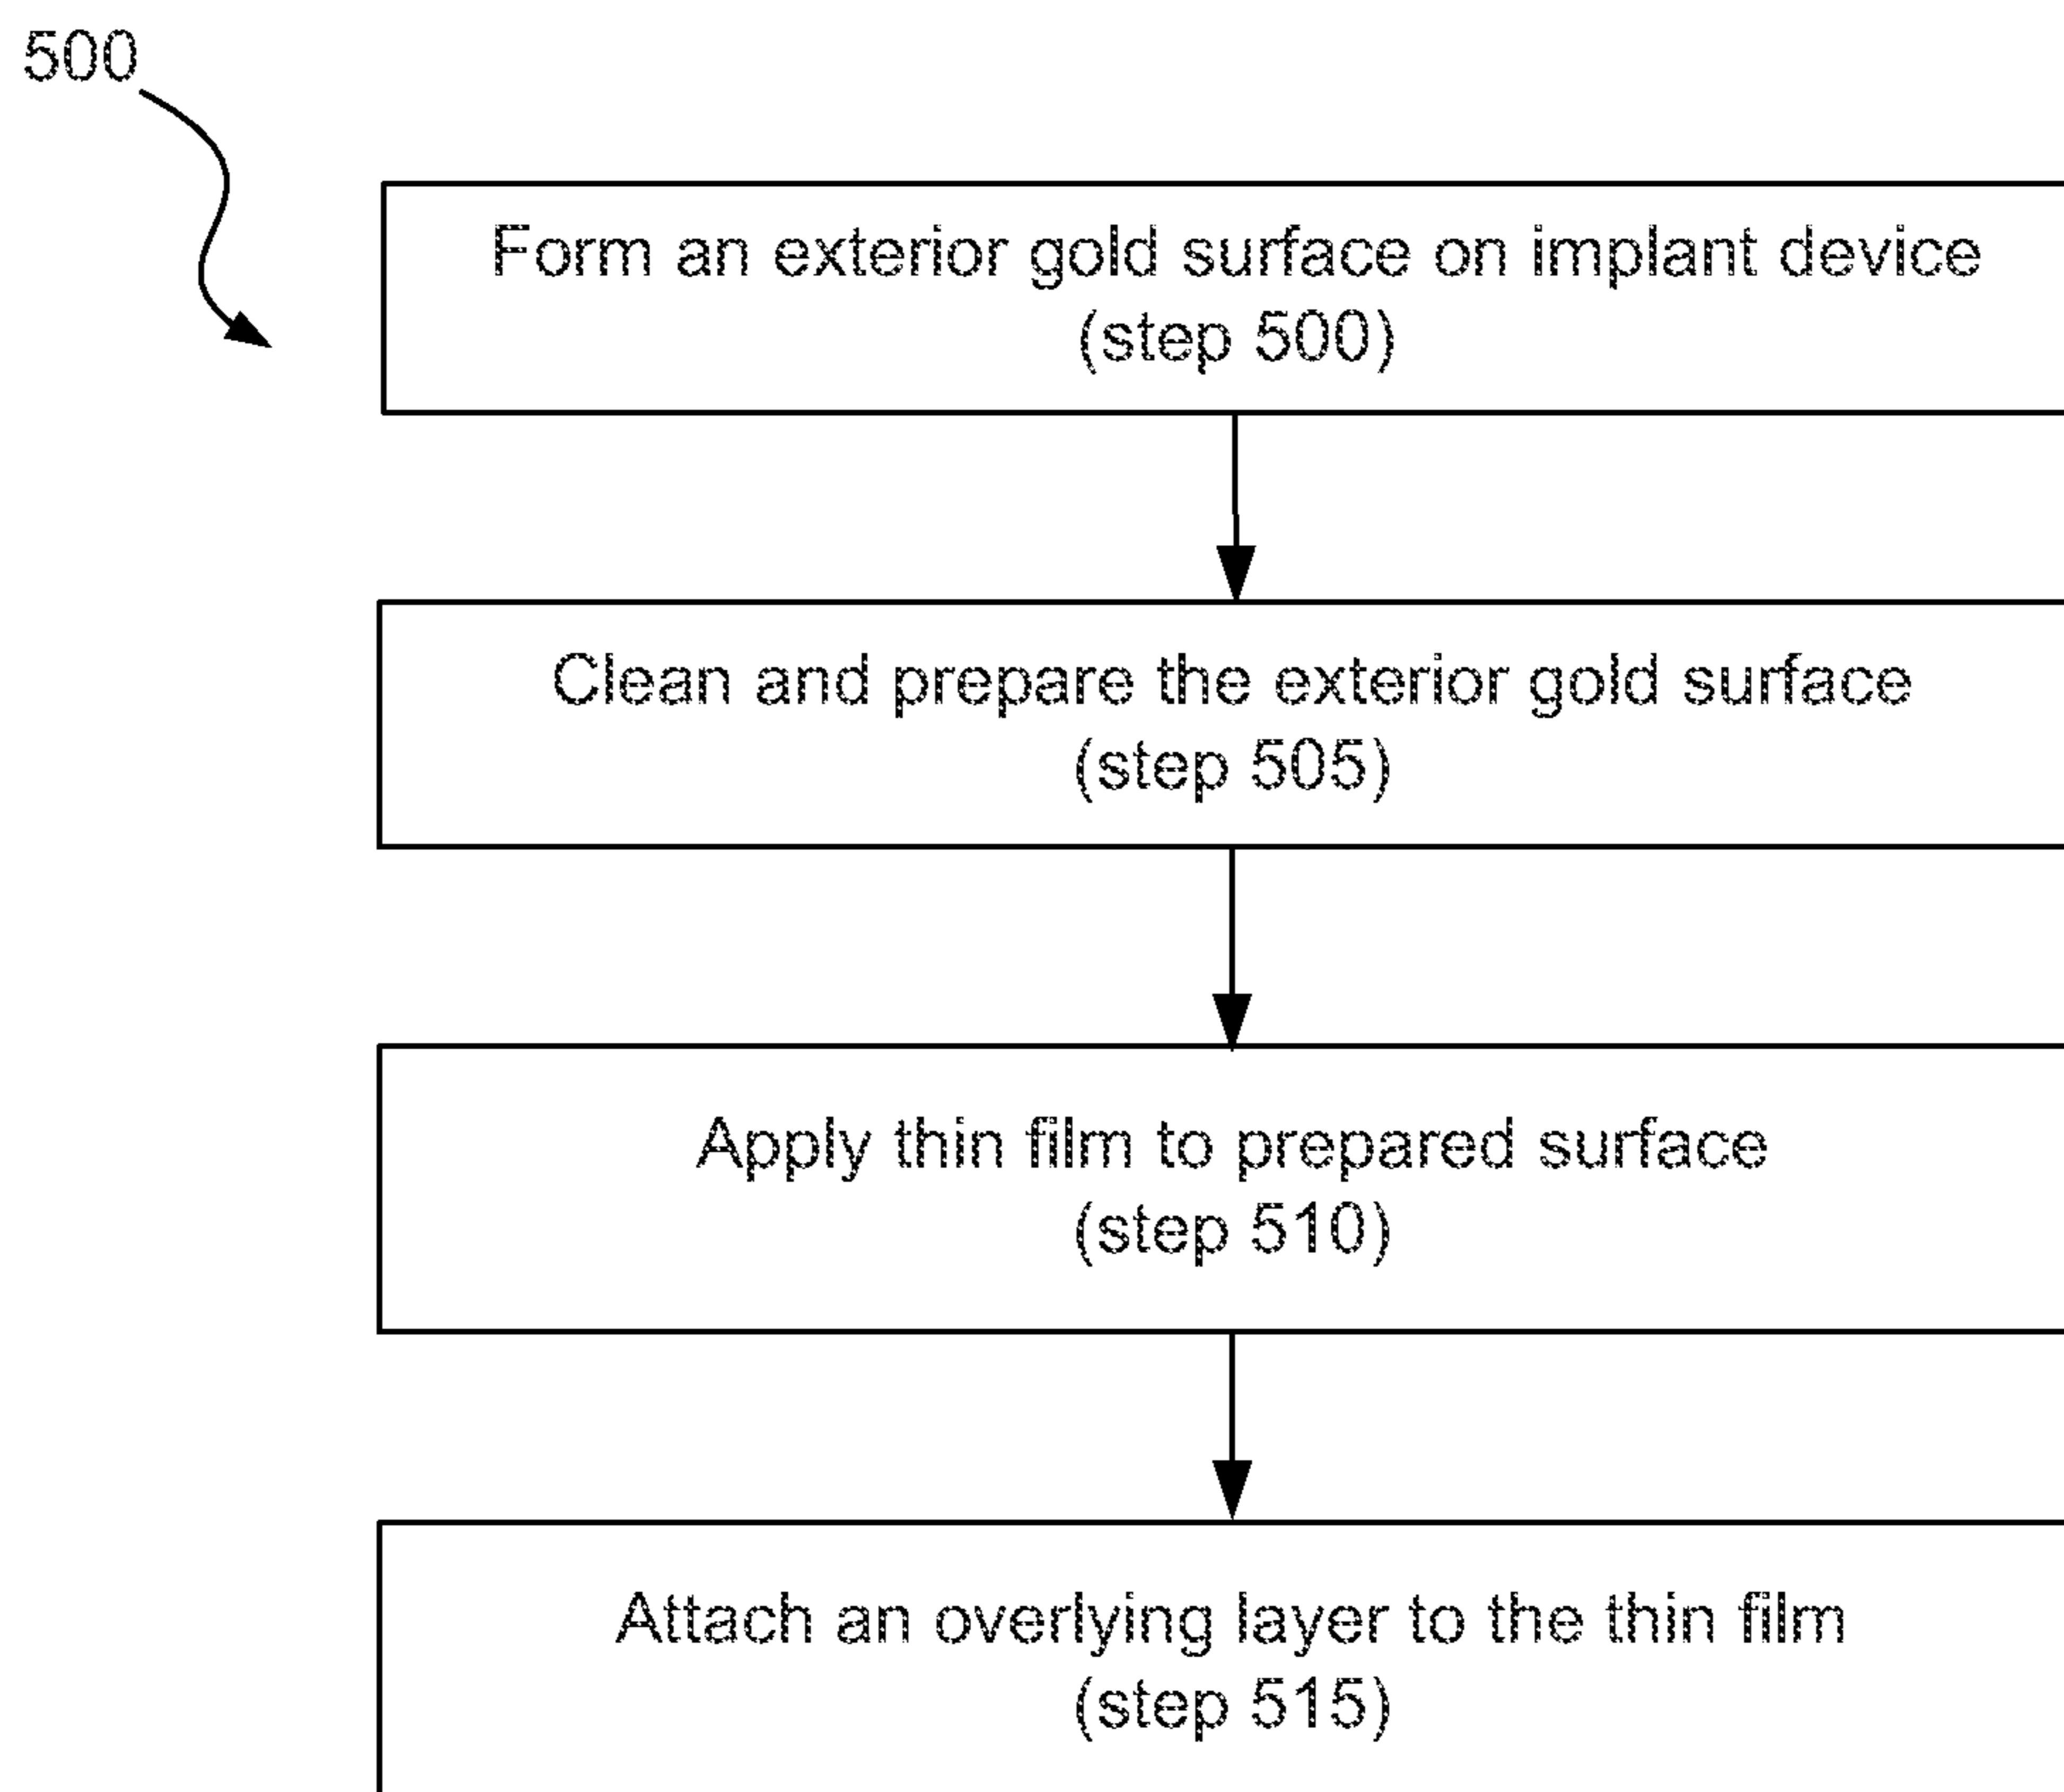 500
Form an exterior gold surface on implant device
(step 500)
Clean and prepare the exterior gold surface
(step 505)
Apply thin film to prepared surface
(step 510)
Attach an overlying layer to the thin film
(step 515)